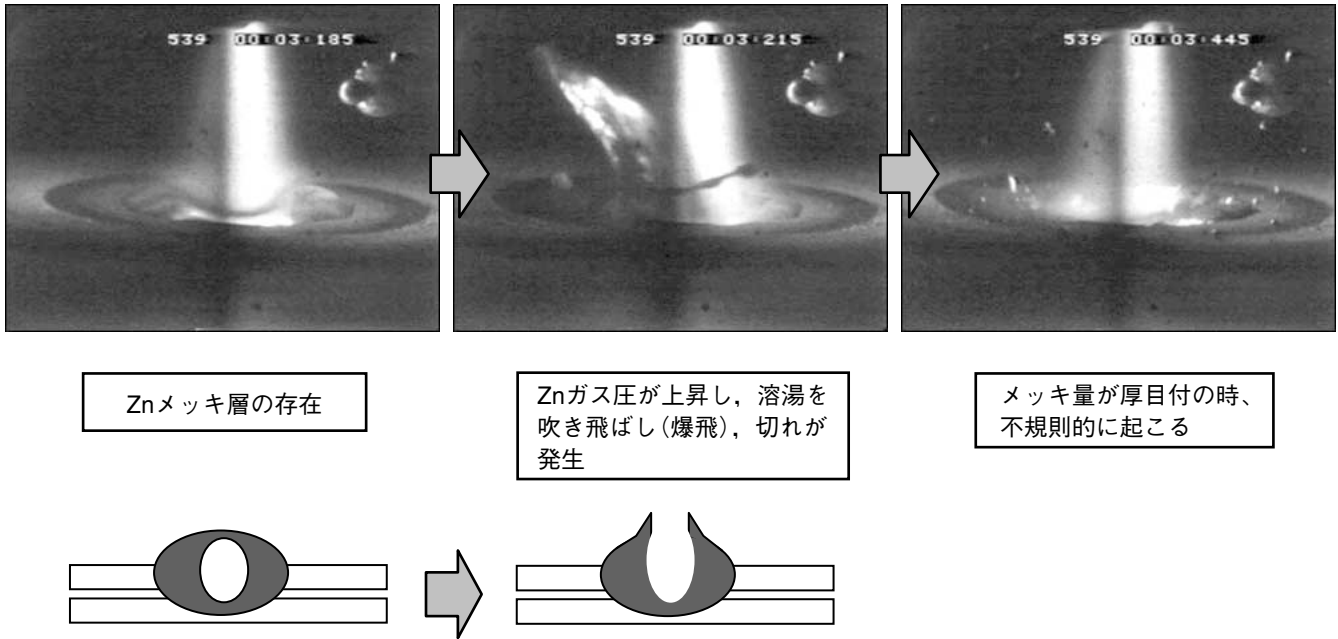 539 00:03:185
539 00:03:215
539 00:03:445
Znメッキ層の存在
Znガス圧が上昇し，溶湯を
吹き飛ばし(爆飛)，切れが
発生
メッキ量が厚目付の時、
不規則的に起こる